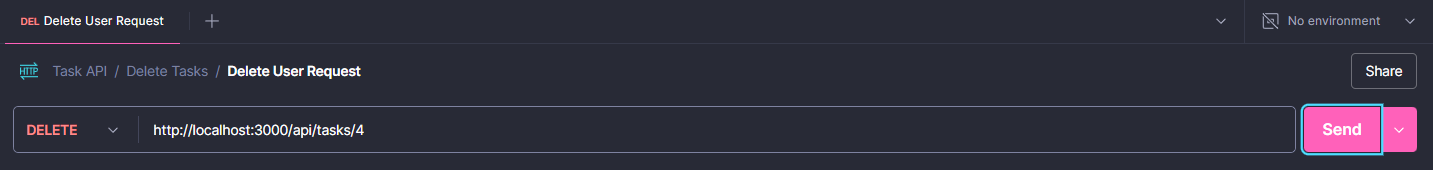 DEL Delete User Request + No environment
HTTP Task API / Delete Tasks / Delete User Request Share
DELETE http://localhost:3000/api/tasks/4 Send